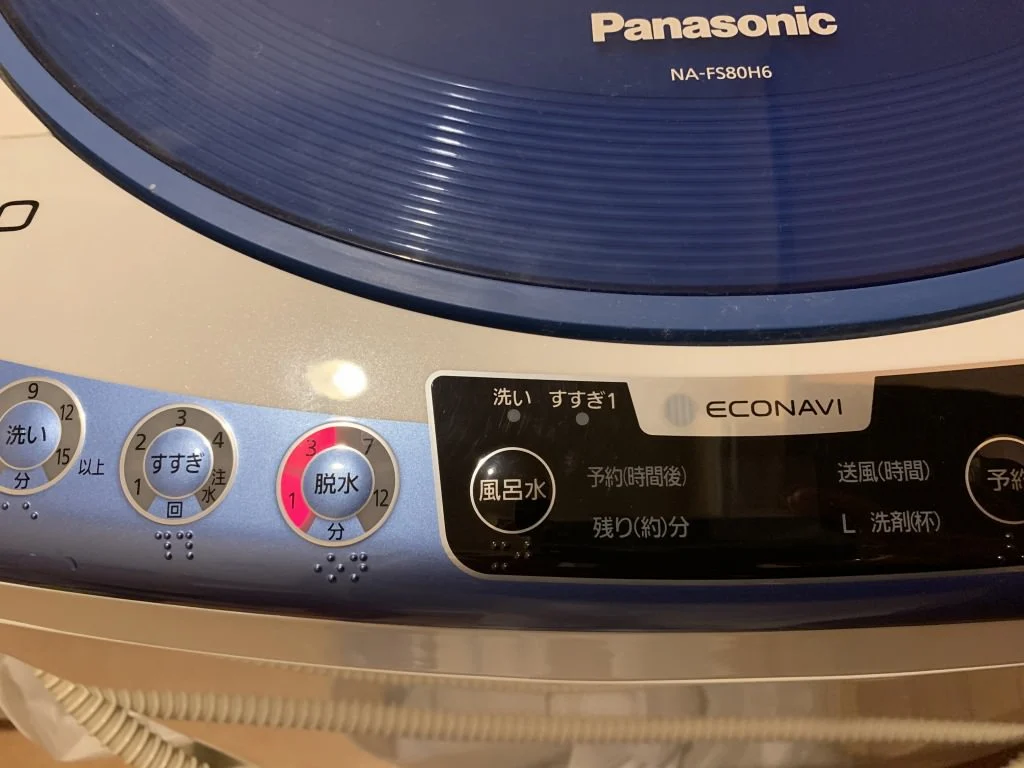 Panasonic
NA-FS80H6
9
12
15
洗い
以上
分
3
2
4
1
すすぎ
注水
回
3
7
1
12
脱水
分
洗い すすぎ1
ECONAVI
風呂水
予約(時間後)
送風(時間)
残り(約)分
L 洗剤(杯)